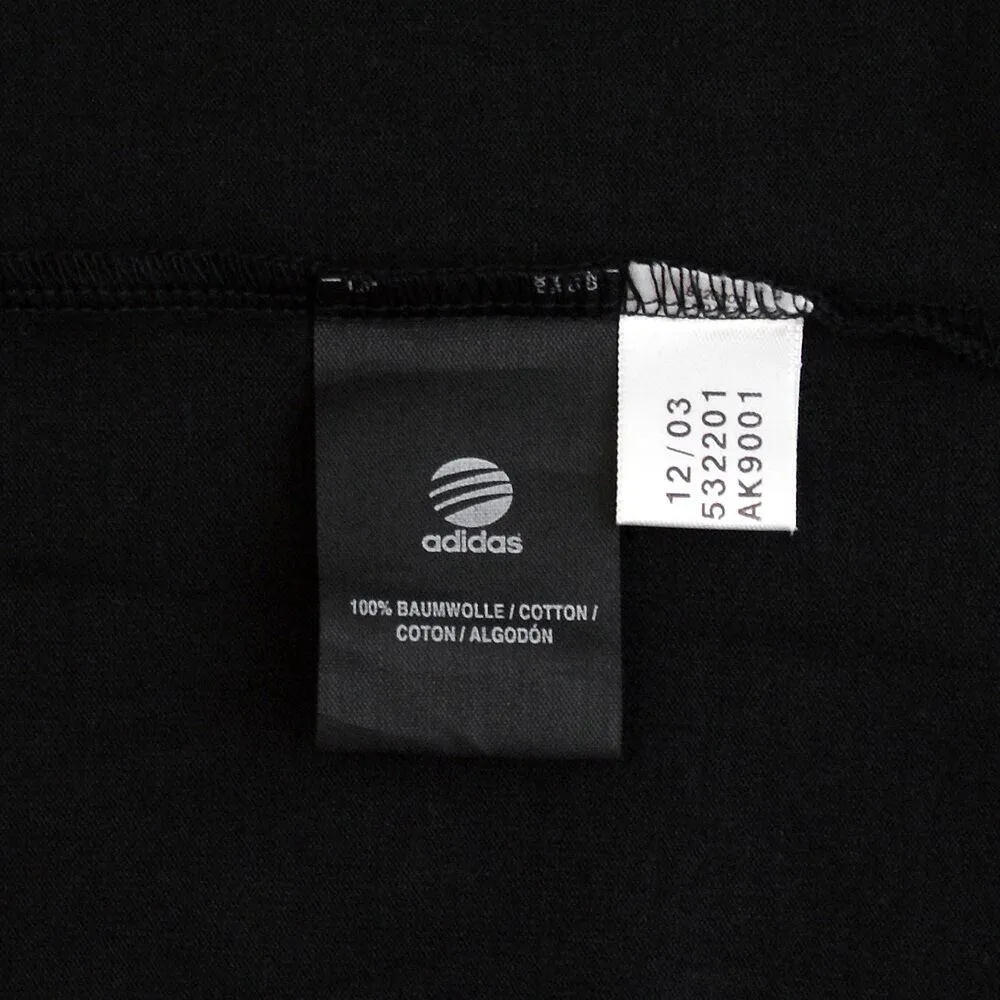 adidas
100% BAUMWOLLE / COTTON /
COTON / ALGODÓN
12/03
532201
AK9001